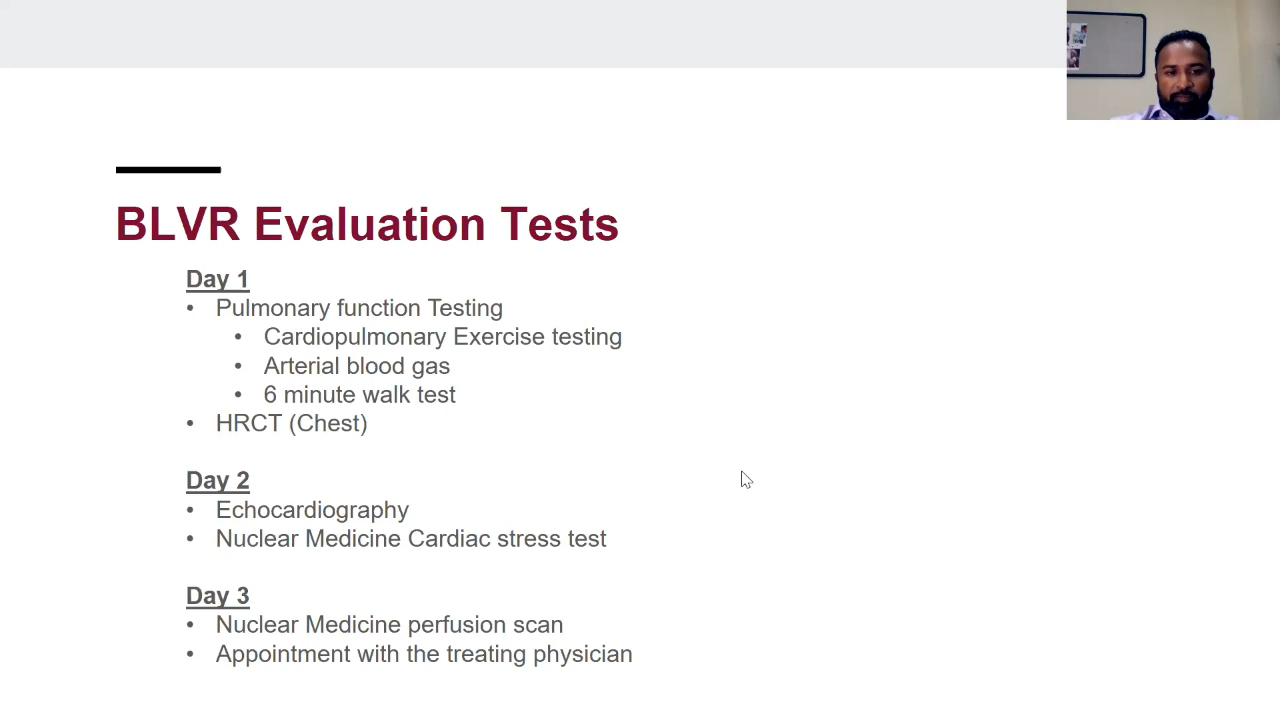 BLVR Evaluation Tests
Day 1
• Pulmonary function Testing
• Cardiopulmonary Exercise testing
• Arterial blood gas
• 6 minute walk test
• HRCT (Chest)
Day 2
• Echocardiography
• Nuclear Medicine Cardiac stress test
Day 3
• Nuclear Medicine perfusion scan
• Appointment with the treating physician